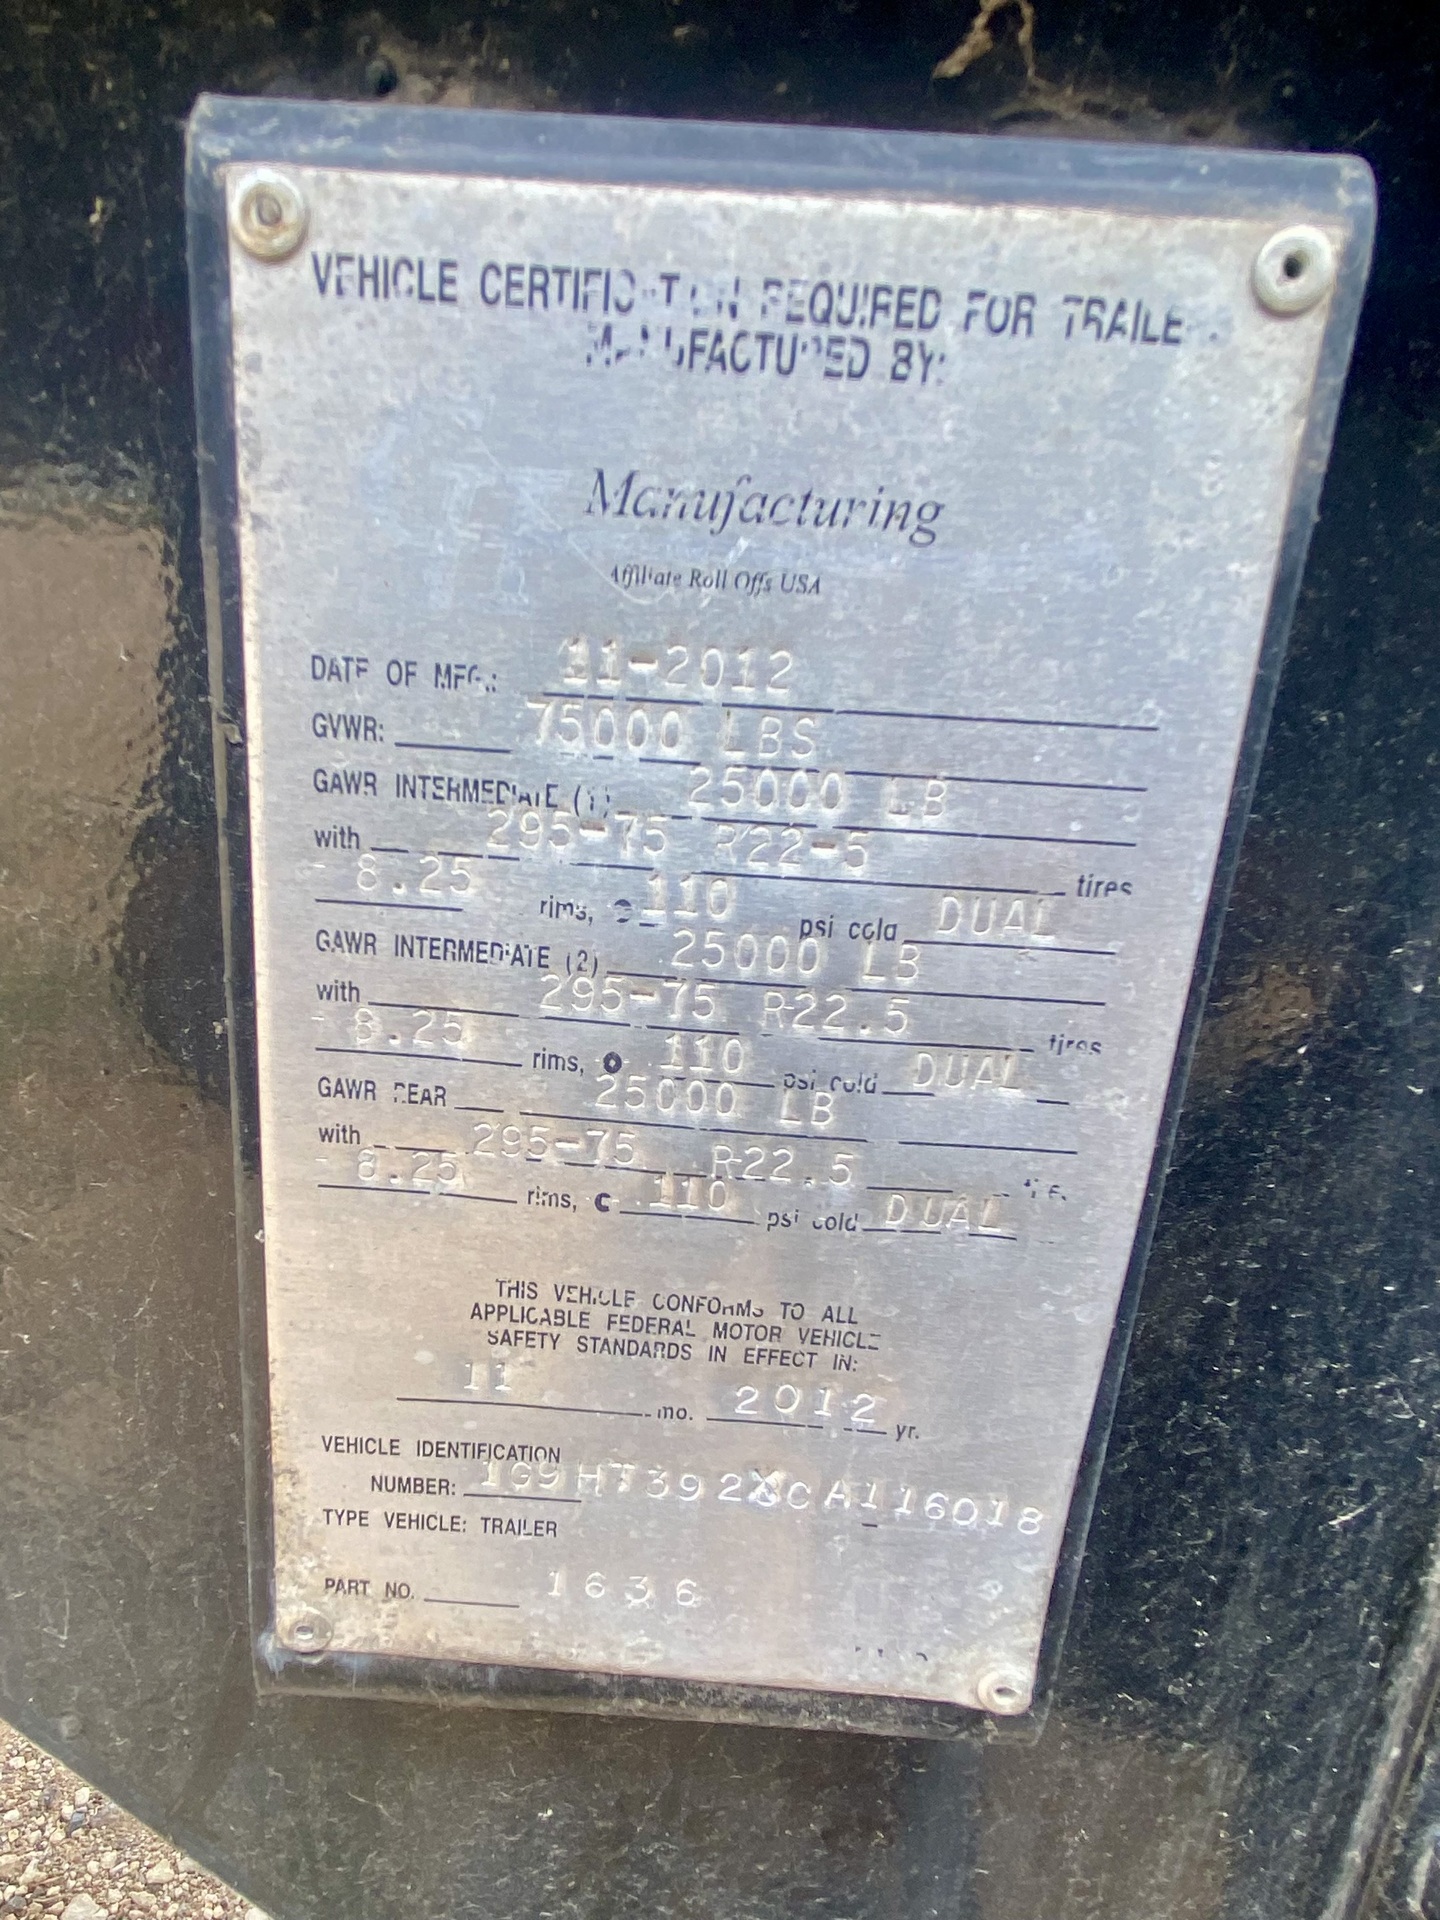 VEHICLE CERTIFICATION REQUIRED FOR TRAILE
MANUFACTURED BY:
Manufacturing
Affiliate Roll Offs USA
DATE OF MFG.: 11-2012
GVWR: 75000 LBS
GAWR INTERMEDIATE (1) 25000 LB
with 295-75 R22-5 tires
- 8.25 rims, @ 110 psi cold DUAL
GAWR INTERMEDIATE (2) 25000 LB
with 295-75 R22.5 tires
- 8.25 rims, @ 110 psi cold DUAL
GAWR REAR 25000 LB
with 295-75 R22.5
- 8.25 rims, @ 110 psi cold DUAL
THIS VEHICLE CONFORMS TO ALL
APPLICABLE FEDERAL MOTOR VEHICLE
SAFETY STANDARDS IN EFFECT IN:
11 mo. 2012 yr.
VEHICLE IDENTIFICATION
NUMBER: 1G9HT392XCA116018
TYPE VEHICLE: TRAILER
PART NO. 1636